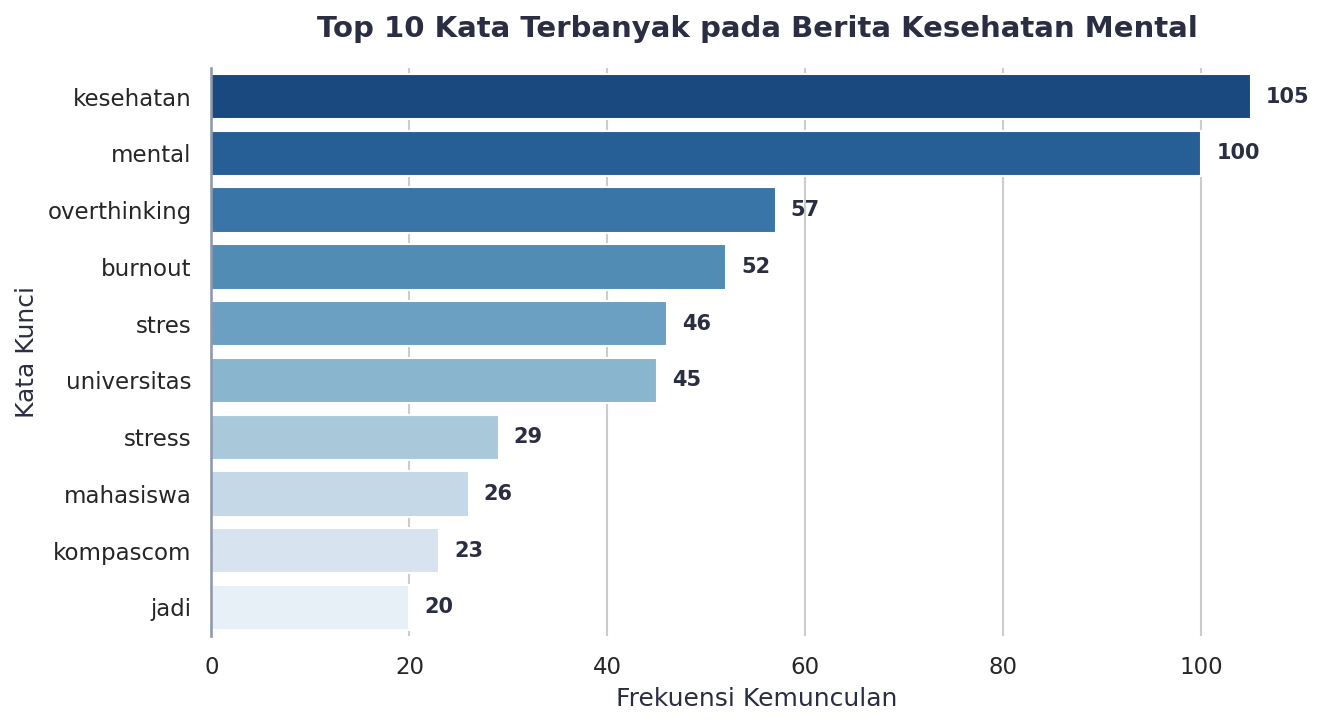 Top 10 Kata Terbanyak pada Berita Kesehatan Mental
Kata Kunci
kesehatan 105
mental 100
overthinking 57
burnout 52
stres 46
universitas 45
stress 29
mahasiswa 26
kompascom 23
jadi 20
0 20 40 60 80 100
Frekuensi Kemunculan